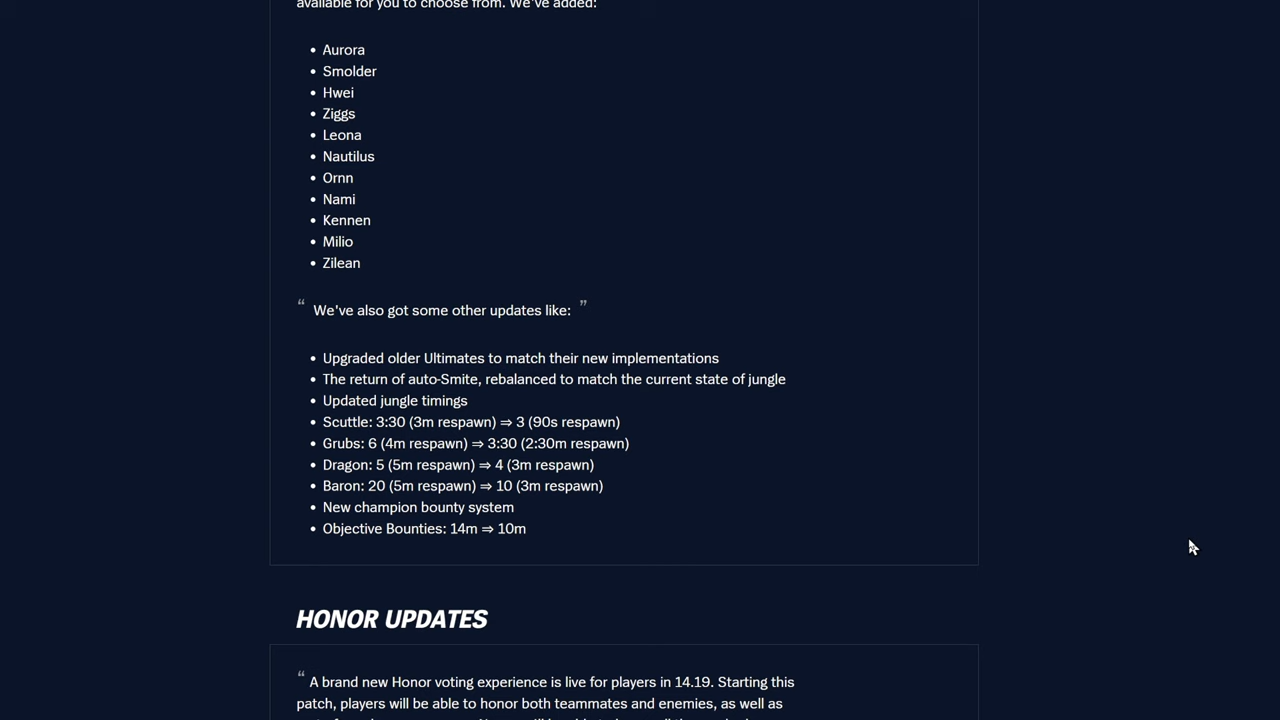 available for you to choose from. We've added:
• Aurora
• Smolder
• Hwei
• Ziggs
• Leona
• Nautilus
• Ornn
• Nami
• Kennen
• Milio
• Zilean
“ We've also got some other updates like: ”
• Upgraded older Ultimates to match their new implementations
• The return of auto-Smite, rebalanced to match the current state of jungle
• Updated jungle timings
• Scuttle: 3:30 (3m respawn) ⇒ 3 (90s respawn)
• Grubs: 6 (4m respawn) ⇒ 3:30 (2:30m respawn)
• Dragon: 5 (5m respawn) ⇒ 4 (3m respawn)
• Baron: 20 (5m respawn) ⇒ 10 (3m respawn)
• New champion bounty system
• Objective Bounties: 14m ⇒ 10m
HONOR UPDATES
“ A brand new Honor voting experience is live for players in 14.19. Starting this
patch, players will be able to honor both teammates and enemies, as well as